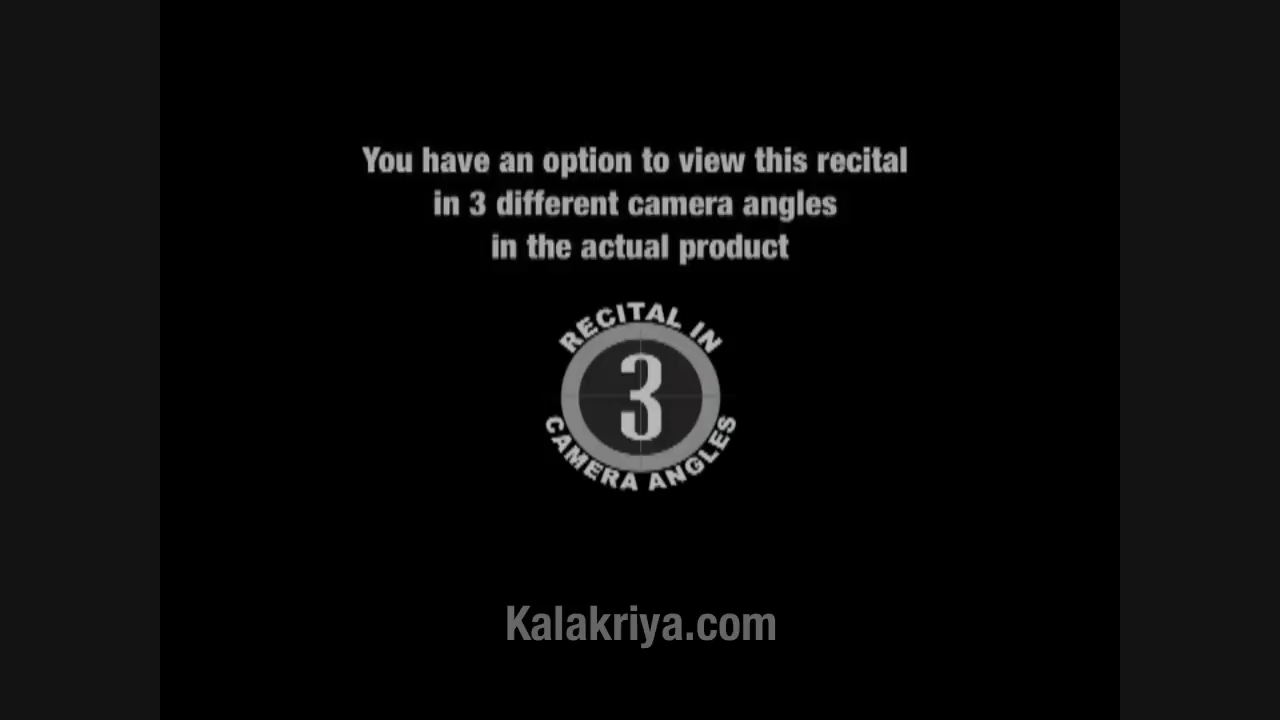 You have an option to view this recital
in 3 different camera angles
in the actual product
RECITAL IN
3
CAMERA ANGLES
Kalakriya.com